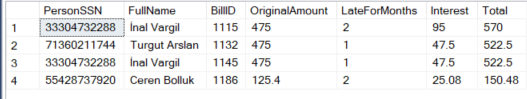 PersonSSN FullName BillID OriginalAmount LateForMonths Interest Total
1 33304732288 İnal Vargil 1115 475 2 95 570
2 71360211744 Turgut Arslan 1132 475 1 47.5 522.5
3 33304732288 İnal Vargil 1145 475 1 47.5 522.5
4 55428737920 Ceren Bolluk 1186 125.4 2 25.08 150.48